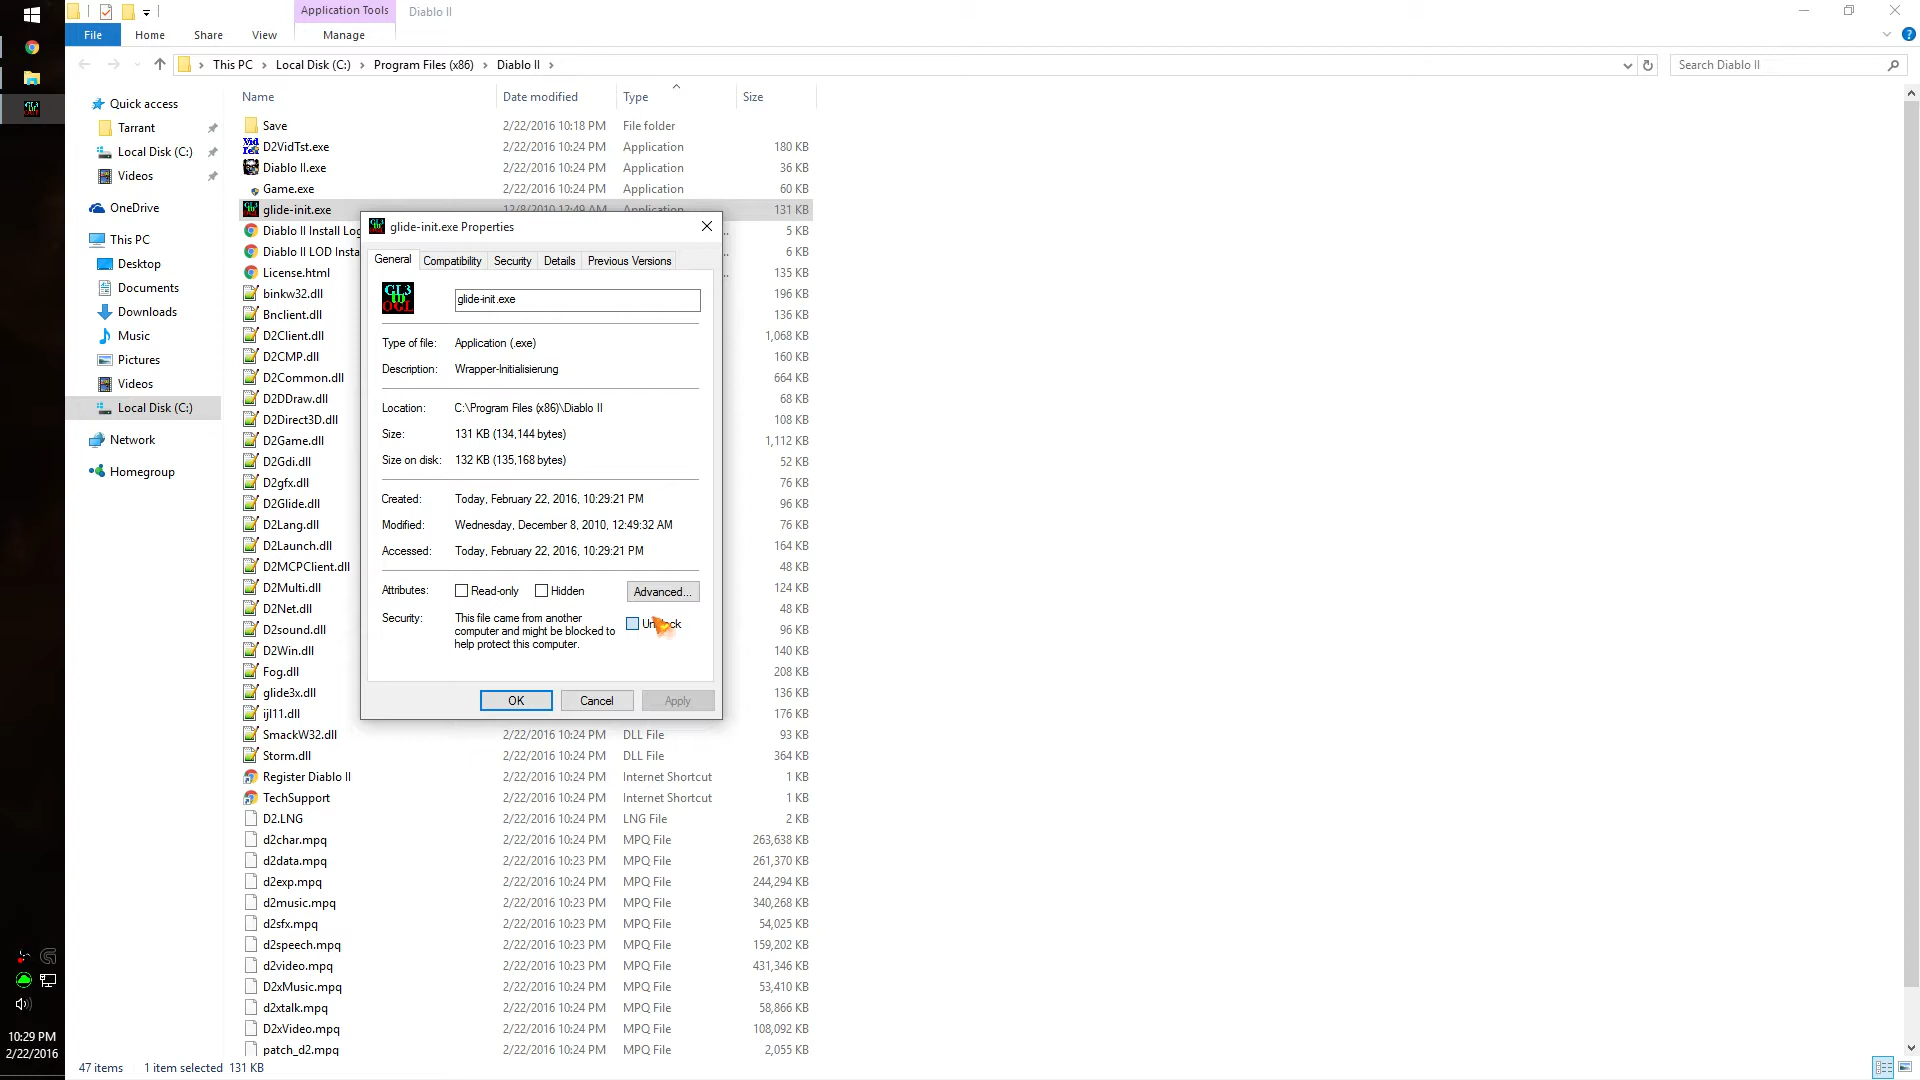 Application Tools
Diablo II
File
Home
Share
View
Manage
This PC
Local Disk (C:)
Program Files (x86)
Diablo II
Search Diablo II
Name
Date modified
Type
Size
Quick access
Tarrant
Local Disk (C:)
Videos
OneDrive
This PC
Desktop
Documents
Downloads
Music
Pictures
Videos
Local Disk (C:)
Network
Homegroup
Save 2/22/2016 10:18 PM File folder
D2VidTst.exe 2/22/2016 10:24 PM Application 180 KB
Diablo II.exe 2/22/2016 10:24 PM Application 36 KB
Game.exe 2/22/2016 10:24 PM Application 60 KB
glide-init.exe 12/8/2010 12:49 AM Application 131 KB
Diablo II Install Log 5 KB
Diablo II LOD Insta 6 KB
License.html 135 KB
binkw32.dll 196 KB
Bnclient.dll 136 KB
D2Client.dll 1,068 KB
D2CMP.dll 160 KB
D2Common.dll 664 KB
D2DDraw.dll 68 KB
D2Direct3D.dll 108 KB
D2Game.dll 1,112 KB
D2Gdi.dll 52 KB
D2gfx.dll 76 KB
D2Glide.dll 96 KB
D2Lang.dll 76 KB
D2Launch.dll 164 KB
D2MCPClient.dll 48 KB
D2Multi.dll 124 KB
D2Net.dll 48 KB
D2sound.dll 96 KB
D2Win.dll 140 KB
Fog.dll 208 KB
glide3x.dll 136 KB
ijl11.dll 176 KB
SmackW32.dll 2/22/2016 10:24 PM DLL File 93 KB
Storm.dll 2/22/2016 10:24 PM DLL File 364 KB
Register Diablo II 2/22/2016 10:24 PM Internet Shortcut 1 KB
TechSupport 2/22/2016 10:24 PM Internet Shortcut 1 KB
D2.LNG 2/22/2016 10:24 PM LNG File 2 KB
d2char.mpq 2/22/2016 10:24 PM MPQ File 263,638 KB
d2data.mpq 2/22/2016 10:23 PM MPQ File 261,370 KB
d2exp.mpq 2/22/2016 10:24 PM MPQ File 244,294 KB
d2music.mpq 2/22/2016 10:23 PM MPQ File 340,268 KB
d2sfx.mpq 2/22/2016 10:23 PM MPQ File 54,025 KB
d2speech.mpq 2/22/2016 10:23 PM MPQ File 159,202 KB
d2video.mpq 2/22/2016 10:23 PM MPQ File 431,346 KB
D2xMusic.mpq 2/22/2016 10:24 PM MPQ File 53,410 KB
d2xtalk.mpq 2/22/2016 10:24 PM MPQ File 58,866 KB
D2xVideo.mpq 2/22/2016 10:24 PM MPQ File 108,092 KB
patch_d2.mpq 2/22/2016 10:24 PM MPQ File 2,055 KB
glide-init.exe Properties
General
Compatibility
Security
Details
Previous Versions
GL3
to
OGL
glide-init.exe
Type of file: Application (.exe)
Description: Wrapper-Initialisierung
Location: C:\Program Files (x86)\Diablo II
Size: 131 KB (134,144 bytes)
Size on disk: 132 KB (135,168 bytes)
Created: Today, February 22, 2016, 10:29:21 PM
Modified: Wednesday, December 8, 2010, 12:49:32 AM
Accessed: Today, February 22, 2016, 10:29:21 PM
Attributes: Read-only Hidden Advanced...
Security: This file came from another
computer and might be blocked to
help protect this computer.
Unblock
OK
Cancel
Apply
10:29 PM
2/22/2016
47 items
1 item selected 131 KB